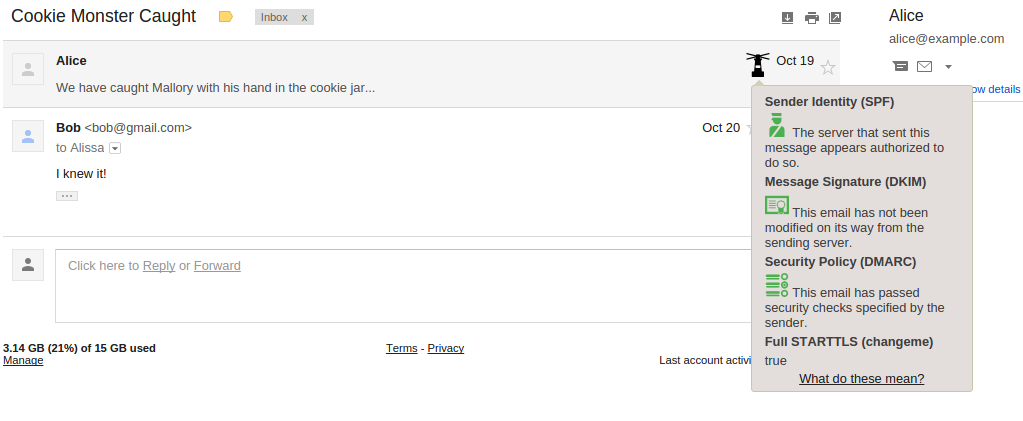 Cookie Monster Caught
Inbox x
Alice
alice@example.com
Alice
Oct 19
We have caught Mallory with his hand in the cookie jar...
details
Bob <bob@gmail.com>
Oct 20
to Alissa
I knew it!
Click here to Reply or Forward
3.14 GB (21%) of 15 GB used
Manage
Terms - Privacy
Last account
Sender Identity (SPF)
The server that sent this
message appears authorized to
do so.
Message Signature (DKIM)
This email has not been
modified on its way from the
sending server.
Security Policy (DMARC)
This email has passed
security checks specified by the
sender.
Full STARTTLS (changeme)
true
What do these mean?